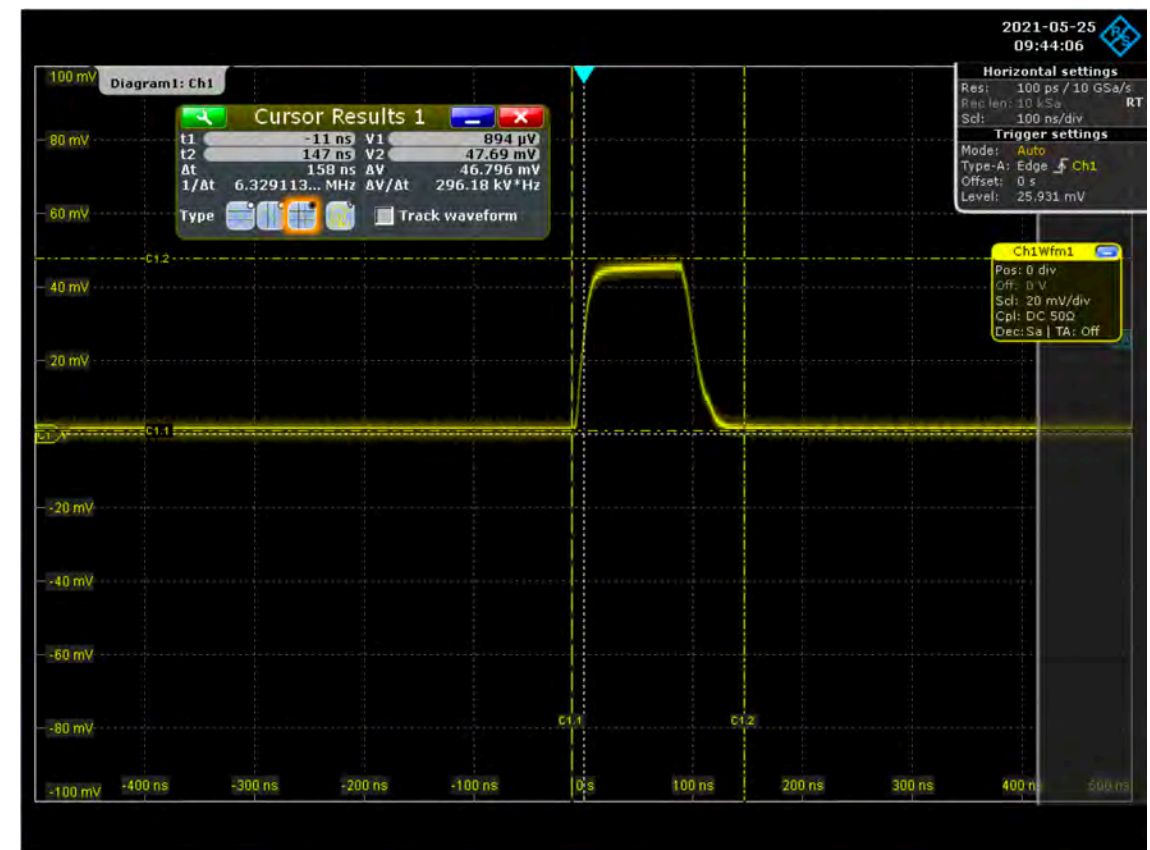 2021-05-25
09:44:06
Horizontal settings
Res: 100 ps / 10 GSa/s
Rec len: 10 kSa RT
Scl: 100 ns/div
Trigger settings
Mode: Auto
Type-A: Edge Ch1
Offset: 0 s
Level: 25.931 mV
100 mV
Diagram1: Ch1
Cursor Results 1
t1 -11 ns V1 894 µV
t2 147 ns V2 47.69 mV
Δt 158 ns ΔV 46.796 mV
1/Δt 6.329113... MHz ΔV/Δt 296.18 kV*Hz
Type Track waveform
80 mV
60 mV
C1.2
Ch1Wfm1
Pos: 0 div
Off: 0 V
Scl: 20 mV/div
Cpl: DC 50Ω
Dec: Sa | TA: Off
40 mV
20 mV
C1.1
-20 mV
-40 mV
-60 mV
-80 mV
C1.1 C1.2
-100 mV
-400 ns -300 ns -200 ns -100 ns 0 s 100 ns 200 ns 300 ns 400 n 500 ns